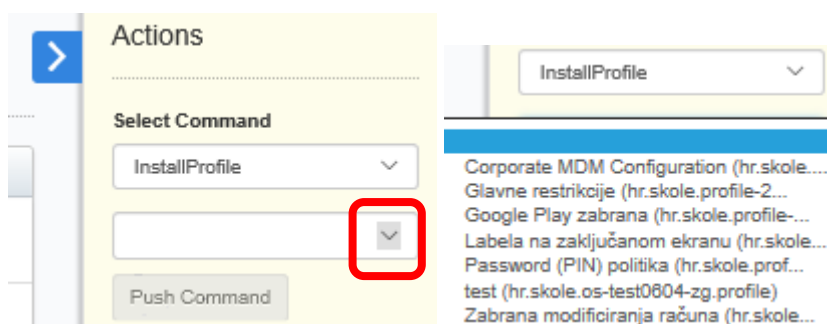 Actions
Select Command
InstallProfile
Push Command
InstallProfile
Corporate MDM Configuration (hr.skole....
Glavne restrikcije (hr.skole.profile-2...
Google Play zabrana (hr.skole.profile-...
Labela na zaključanom ekranu (hr.skole...
Password (PIN) politika (hr.skole.prof...
test (hr.skole.os-test0604-zg.profile)
Zabrana modificiranja računa (hr.skole...